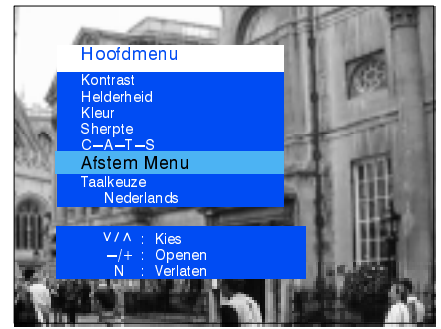 Hoofdmenu
Kontrast
Helderheid
Kleur
Sherpte
C—A—T—S
Afstem Menu
Taalkeuze
Nederlands
∨/∧ : Kies
—/+ : Openen
N : Verlaten